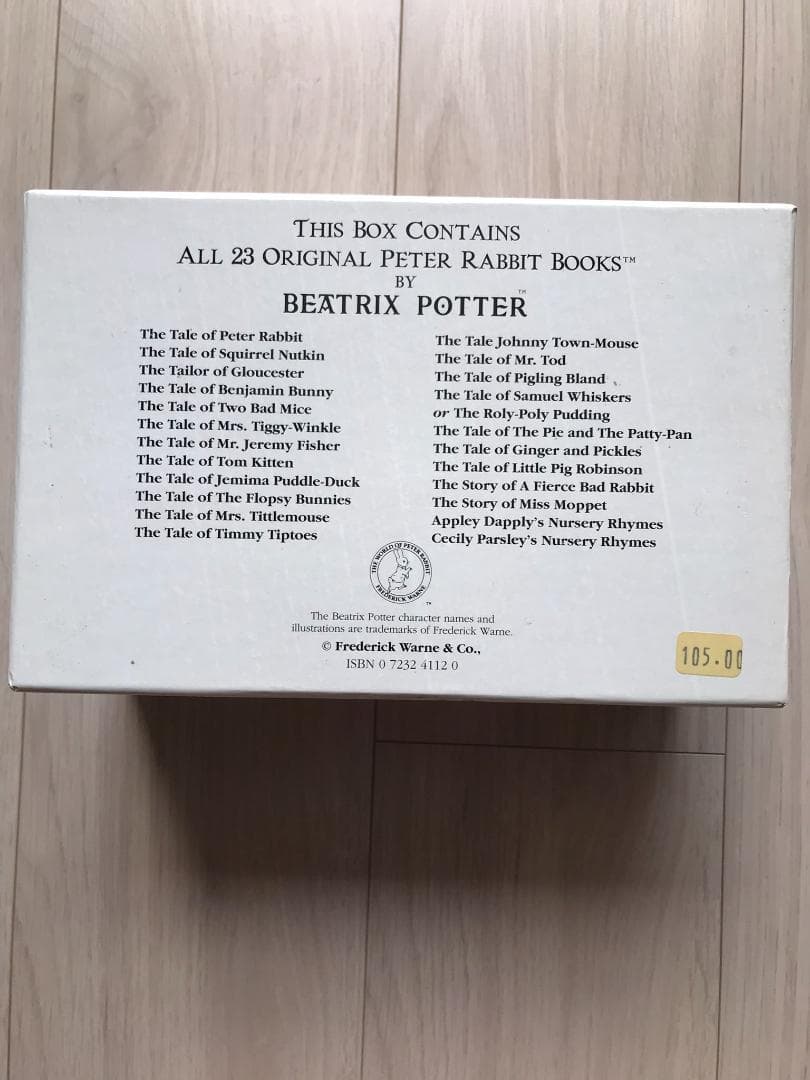 THIS BOX CONTAINS
ALL 23 ORIGINAL PETER RABBIT BOOKS™
BY
BEATRIX POTTER™
The Tale of Peter Rabbit
The Tale of Squirrel Nutkin
The Tailor of Gloucester
The Tale of Benjamin Bunny
The Tale of Two Bad Mice
The Tale of Mrs. Tiggy-Winkle
The Tale of Mr. Jeremy Fisher
The Tale of Tom Kitten
The Tale of Jemima Puddle-Duck
The Tale of The Flopsy Bunnies
The Tale of Mrs. Tittlemouse
The Tale of Timmy Tiptoes
The Tale Johnny Town-Mouse
The Tale of Mr. Tod
The Tale of Pigling Bland
The Tale of Samuel Whiskers
or The Roly-Poly Pudding
The Tale of The Pie and The Patty-Pan
The Tale of Ginger and Pickles
The Tale of Little Pig Robinson
The Story of A Fierce Bad Rabbit
The Story of Miss Moppet
Appley Dapply's Nursery Rhymes
Cecily Parsley's Nursery Rhymes
THE WORLD OF PETER RABBIT
FREDERICK WARNE
™
The Beatrix Potter character names and
illustrations are trademarks of Frederick Warne.
© Frederick Warne & Co.,
ISBN 0 7232 4112 0
105.00